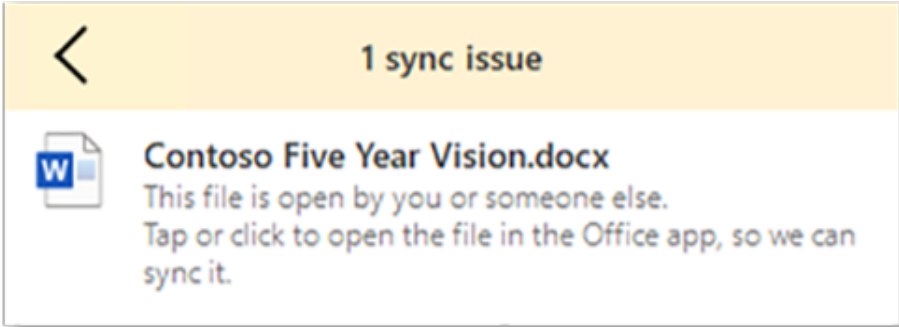 1 sync issue
W
Contoso Five Year Vision.docx
This file is open by you or someone else.
Tap or click to open the file in the Office app, so we can
sync it.